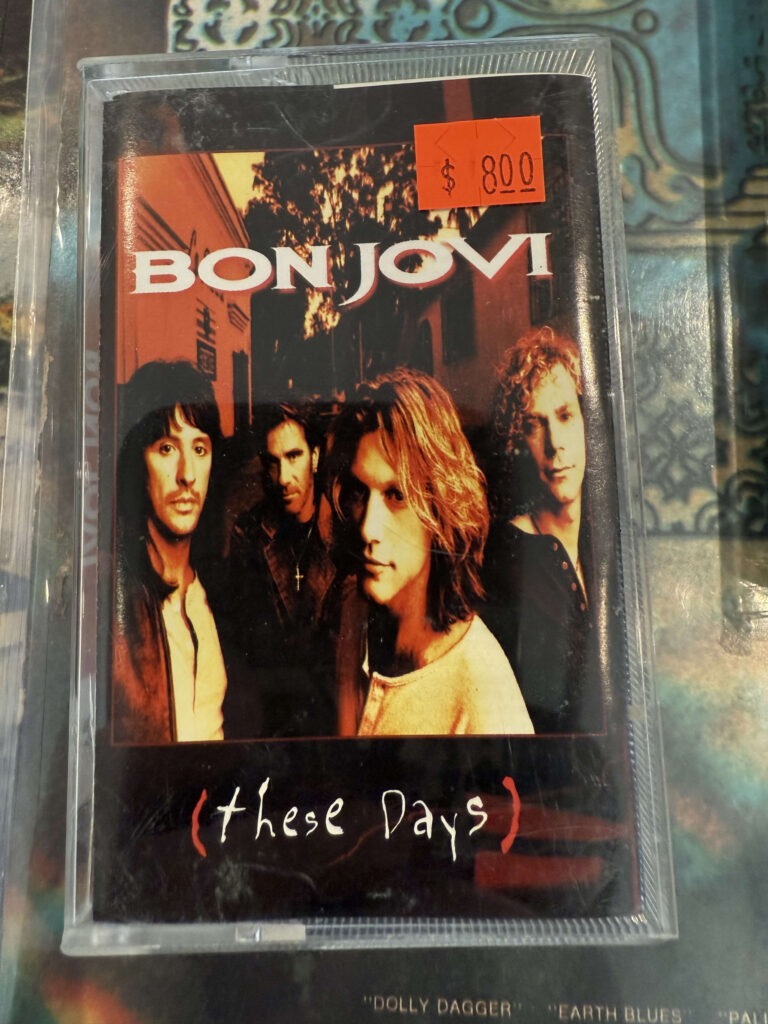 $ 8.00
BON JOVI
(these Days)
"DOLLY DAGGER" "EARTH BLUES"